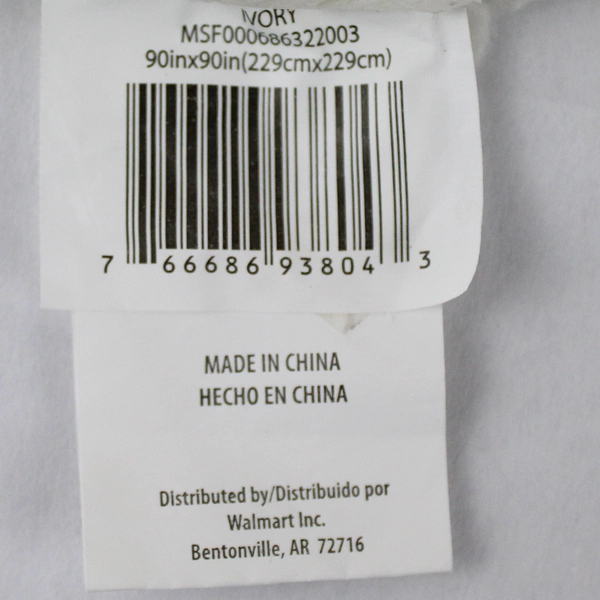 IVORY
MSF000686322003
90inx90in(229cmx229cm)
7 66686 93804 3
MADE IN CHINA
HECHO EN CHINA
Distributed by/Distribuido por
Walmart Inc.
Bentonville, AR 72716